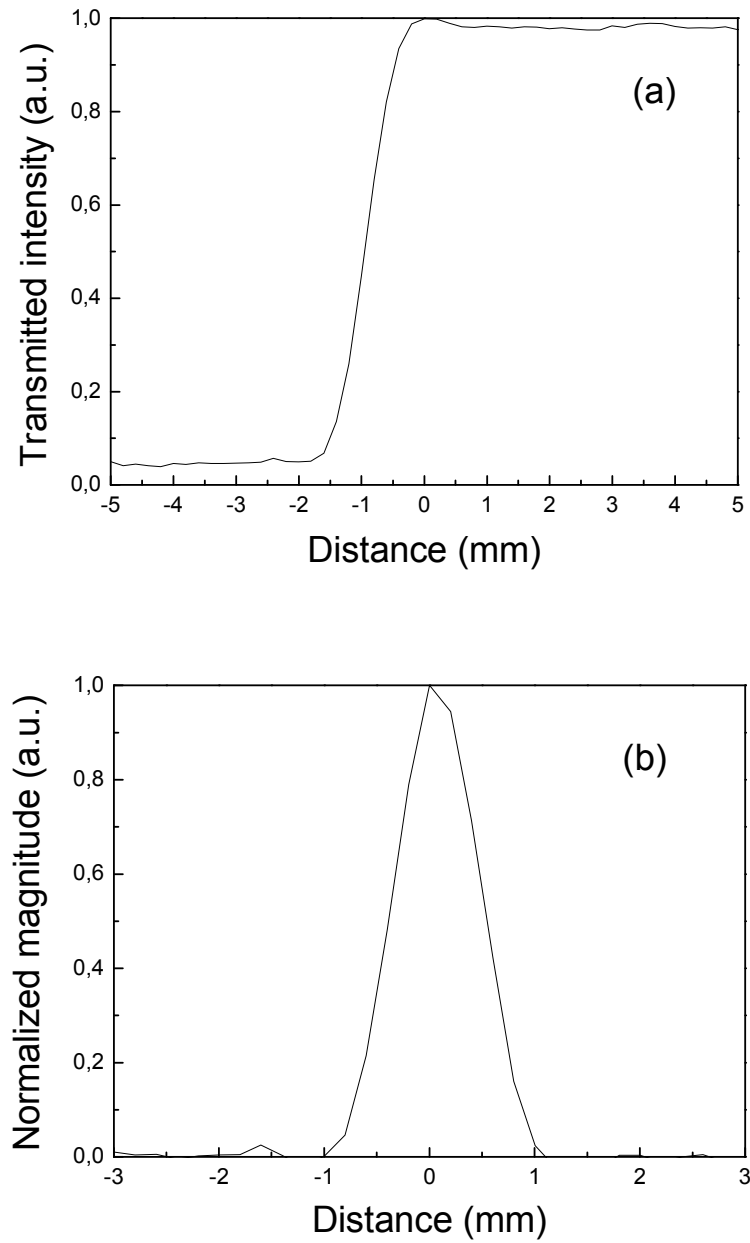 1,0
0,8
0,6
0,4
0,2
0,0
Transmitted intensity (a.u.)
(a)
-5 -4 -3 -2 -1 0 1 2 3 4 5
Distance (mm)
1,0
0,8
0,6
0,4
0,2
0,0
Normalized magnitude (a.u.)
(b)
-3 -2 -1 0 1 2 3
Distance (mm)